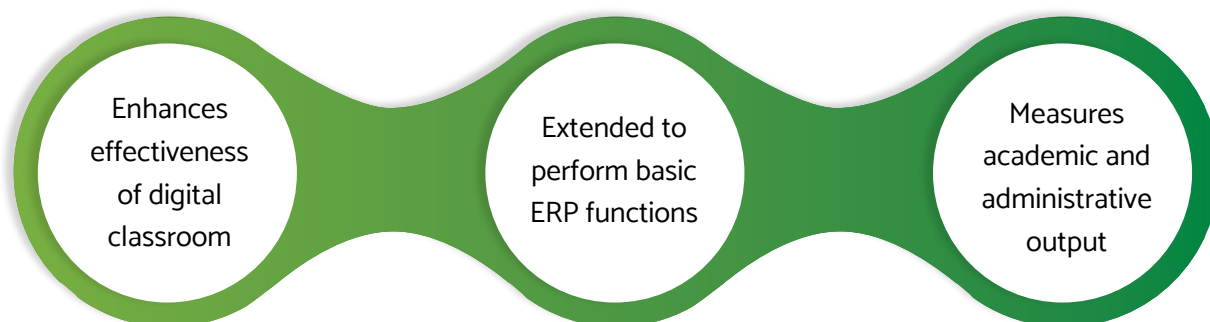 Enhances
effectiveness
of digital
classroom
Extended to
perform basic
ERP functions
Measures
academic and
administrative
output